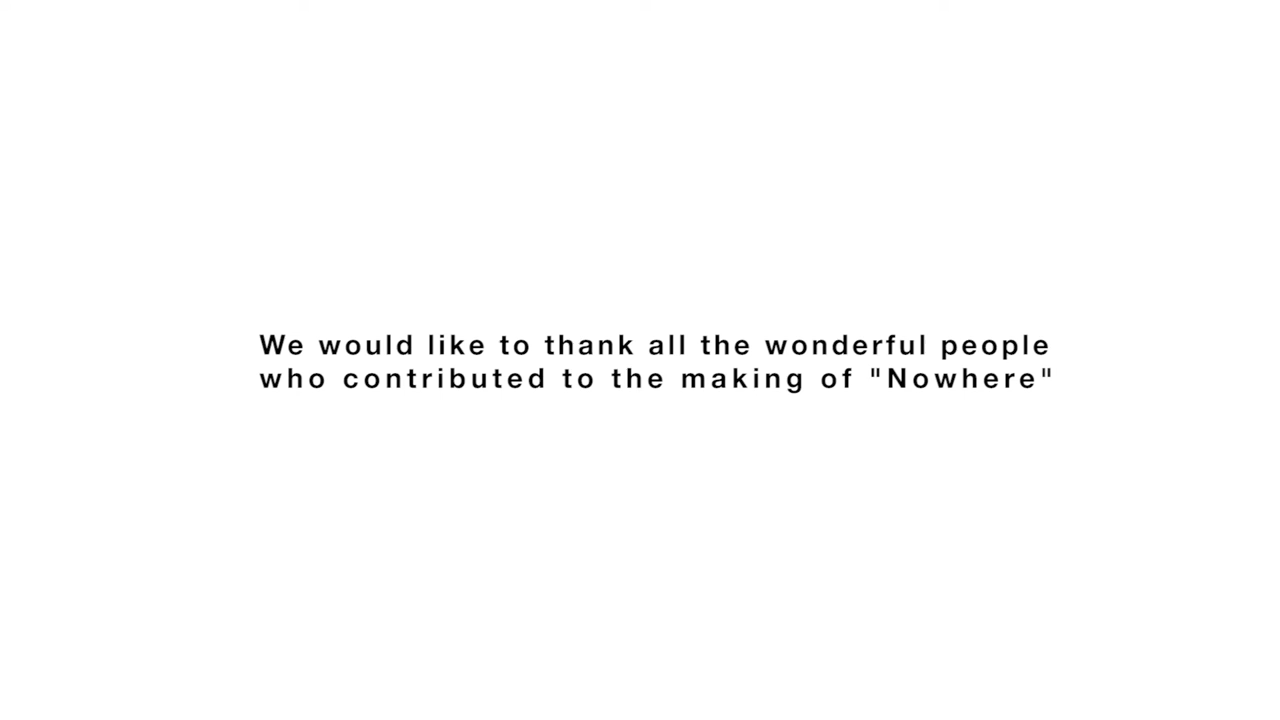 We would like to thank all the wonderful people
who contributed to the making of "Nowhere"